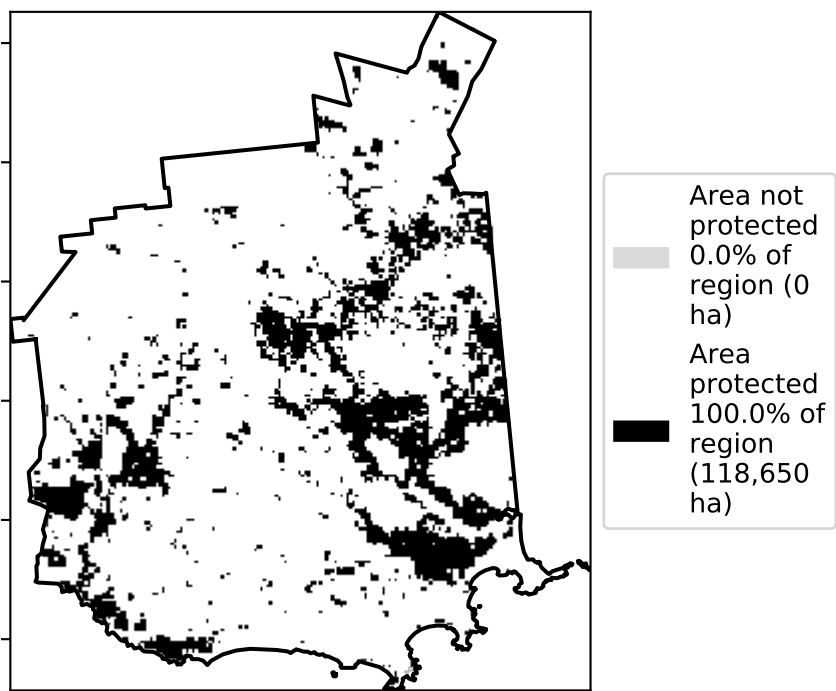 Area not
protected
0.0% of
region (0
ha)
Area
protected
100.0% of
region
(118,650
ha)